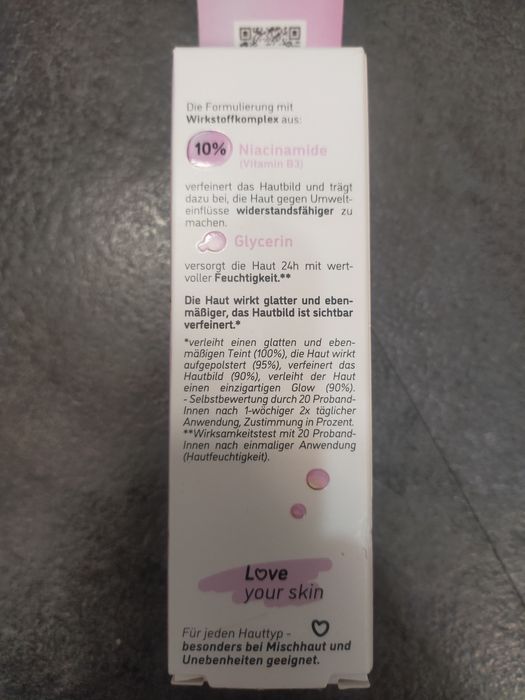 Die Formulierung mit
Wirkstoffkomplex aus:
10% Niacinamide
(Vitamin B3)
verfeinert das Hautbild und trägt
dazu bei, die Haut gegen Umwelt-
einflüsse widerstandsfähiger zu
machen.
Glycerin
versorgt die Haut 24h mit wert-
voller Feuchtigkeit.**
Die Haut wirkt glatter und eben-
mäßiger, das Hautbild ist sichtbar
verfeinert.*
*verleiht einen glatten und eben-
mäßigen Teint (100%), die Haut wirkt
aufgepolstert (95%), verfeinert das
Hautbild (90%), verleiht der Haut
einen einzigartigen Glow (90%).
- Selbstbewertung durch 20 Proband-
Innen nach 1-wöchiger 2x täglicher
Anwendung, Zustimmung in Prozent.
**Wirksamkeitstest mit 20 Proband-
Innen nach einmaliger Anwendung
(Hautfeuchtigkeit).
Love
your skin
Für jeden Hauttyp -
besonders bei Mischhaut und
Unebenheiten geeignet.